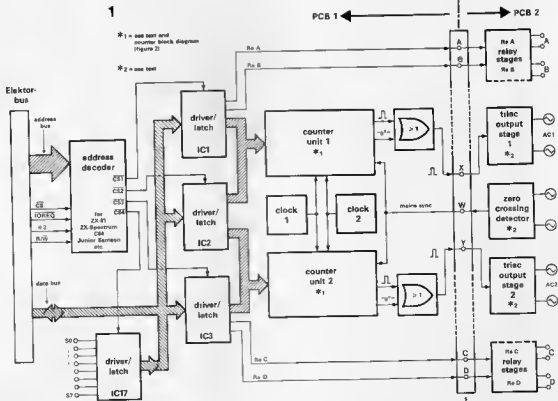 1
PCB 1
PCB 2
*1 = see text and
counter block diagram
(figure 2)
*2 = see text
Elektor-
bus
address
bus
address
decoder
for
ZX-81
ZX-Spectrum
C64
Junior Samson
etc
CS1
CS2
CS3
CS4
IOREQ
R/W
data bus
S0
S7
driver/
latch
IC1
driver/
latch
IC2
driver/
latch
IC3
driver/
latch
IC17
Re A
Re B
counter
unit 1
*1
"0"
> 1
clock
1
clock
2
mains sync
counter
unit 2
*1
"0"
> 1
Re C
Re D
A
B
X
W
Y
C
D
Re A
relay
stages
Re B
A
B
triac
output
stage
1
*2
AC1
zero
crossing
detector
*2
triac
output
stage
2 *2
AC2
Re C
relay
stages
Re D
C
D